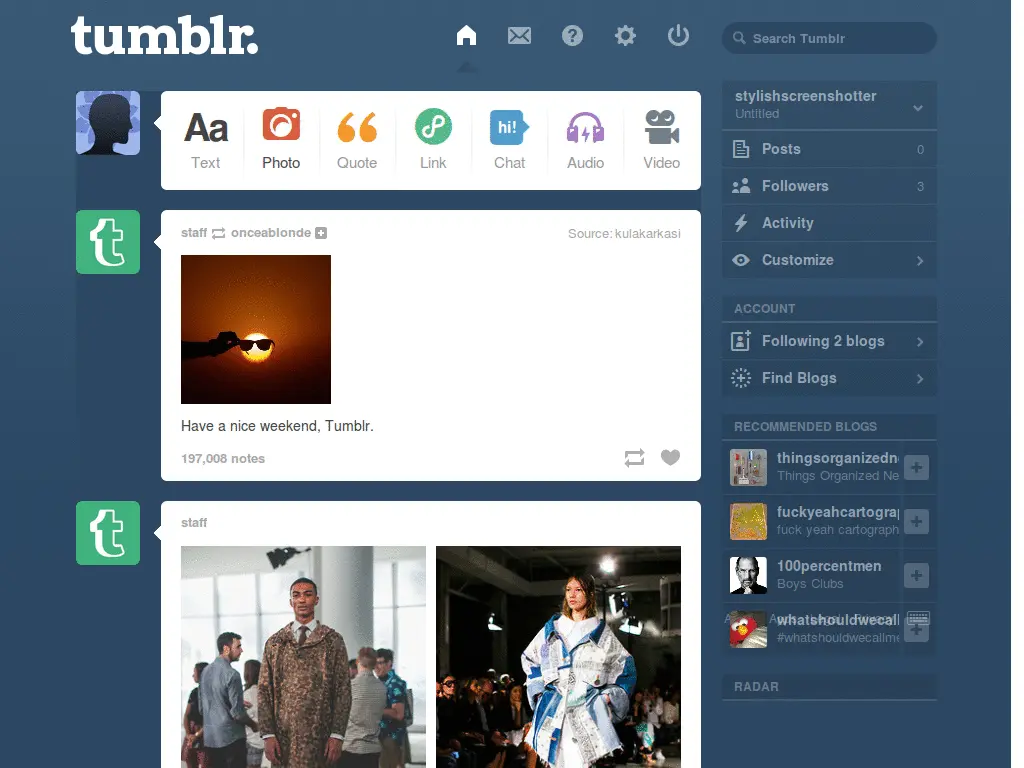 tumblr.
Search Tumblr
Aa
Text
Photo
Quote
Link
hi!
Chat
Audio
Video
staff onceablonde
Source: kulakarkasi
Have a nice weekend, Tumblr.
197,008 notes
staff
stylishscreenshotter
Untitled
Posts 0
Followers 3
Activity
Customize
ACCOUNT
Following 2 blogs
Find Blogs
RECOMMENDED BLOGS
thingsorganizedn
Things Organized Ne
fuckyeahcartogra
fuck yeah cartograph
100percentmen
Boys Clubs
whatshouldwecall
#whatshouldwecallme
RADAR